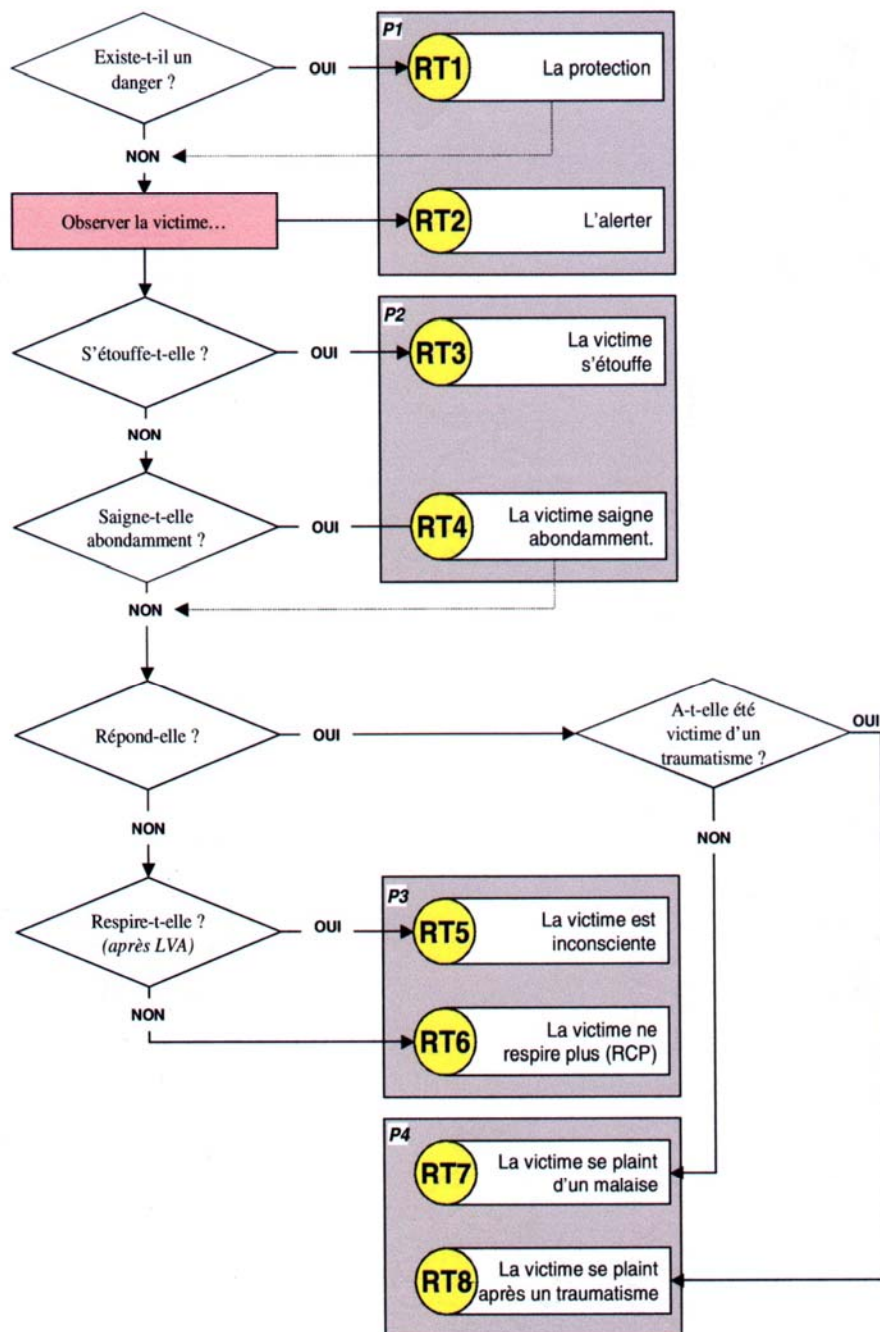 P1
Existe-t-il un
danger ?
OUI
RT1
La protection
NON
Observer la victime…
RT2
L'alerter
P2
S'étouffe-t-elle ?
OUI
RT3
La victime
s'étouffe
NON
Saigne-t-elle
abondamment ?
OUI
RT4
La victime saigne
abondamment.
NON
Répond-elle ?
OUI
A-t-elle été
victime d'un
traumatisme ?
OUI
NON
NON
P3
Respire-t-elle ?
(après LVA)
OUI
RT5
La victime est
inconsciente
NON
RT6
La victime ne
respire plus (RCP)
P4
RT7
La victime se plaint
d'un malaise
RT8
La victime se plaint
après un traumatisme